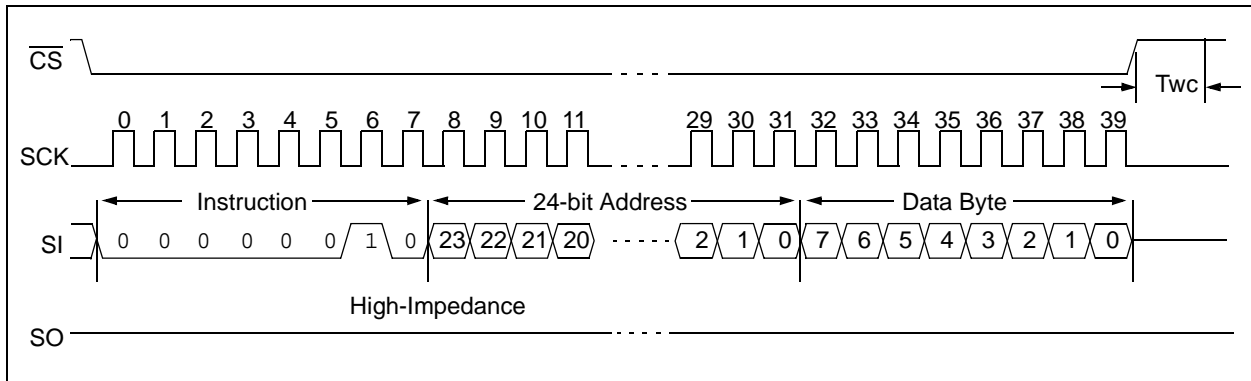 CS
Twc
0 1 2 3 4 5 6 7 8 9 10 11 29 30 31 32 33 34 35 36 37 38 39
SCK
Instruction 24-bit Address Data Byte
SI 0 0 0 0 0 0 1 0 23 22 21 20 2 1 0 7 6 5 4 3 2 1 0
High-Impedance
SO